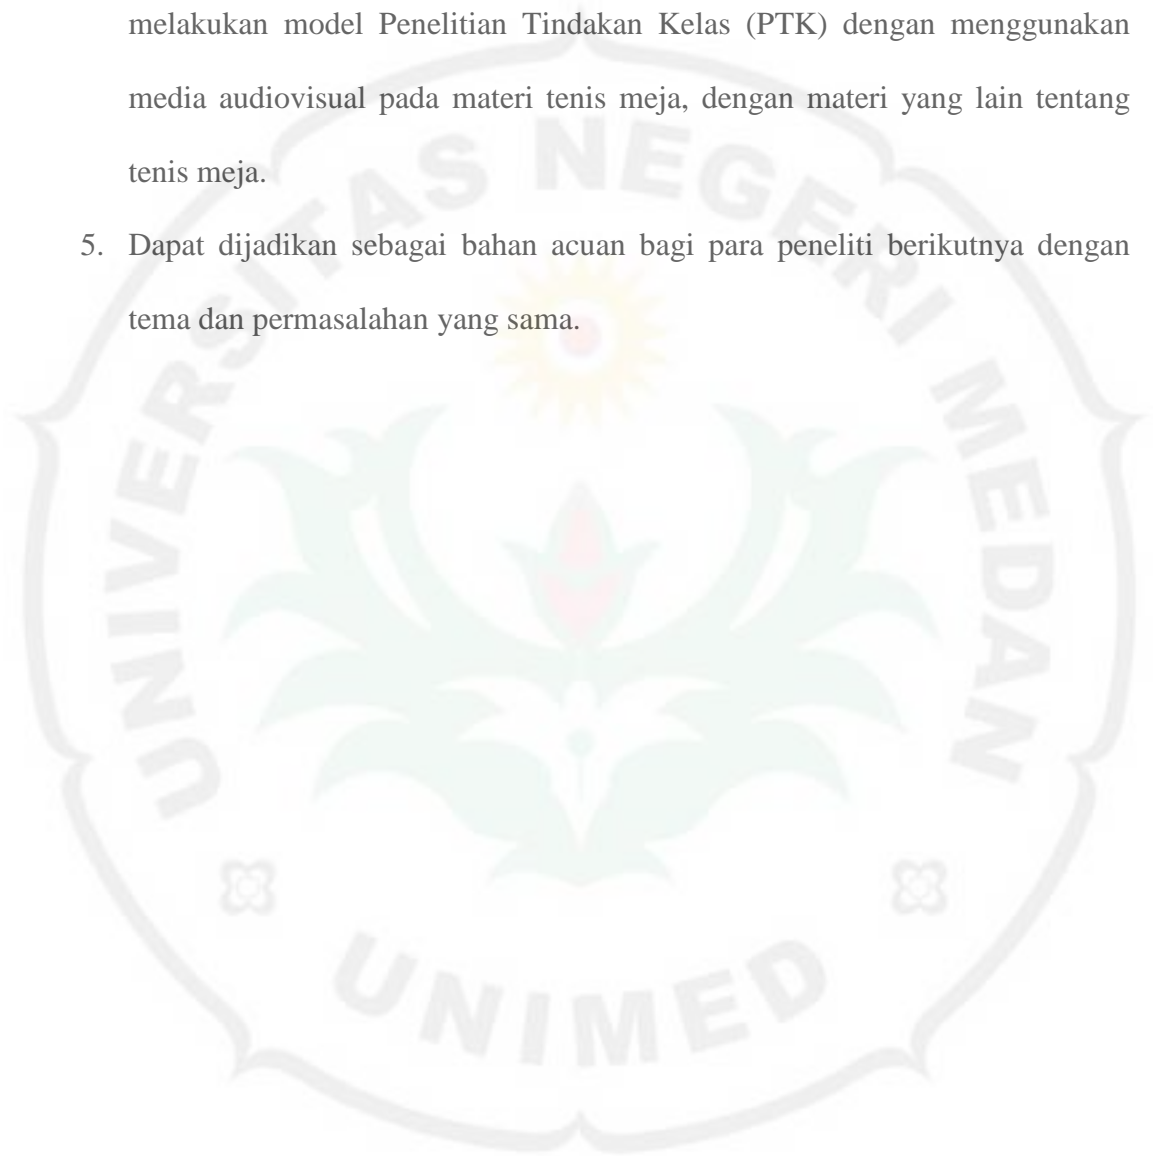 melakukan model Penelitian Tindakan Kelas (PTK) dengan menggunakan
media audiovisual pada materi tenis meja, dengan materi yang lain tentang
tenis meja.
5. Dapat dijadikan sebagai bahan acuan bagi para peneliti berikutnya dengan
tema dan permasalahan yang sama.
UNIVERSITAS NEGERI MEDAN
UNIMED